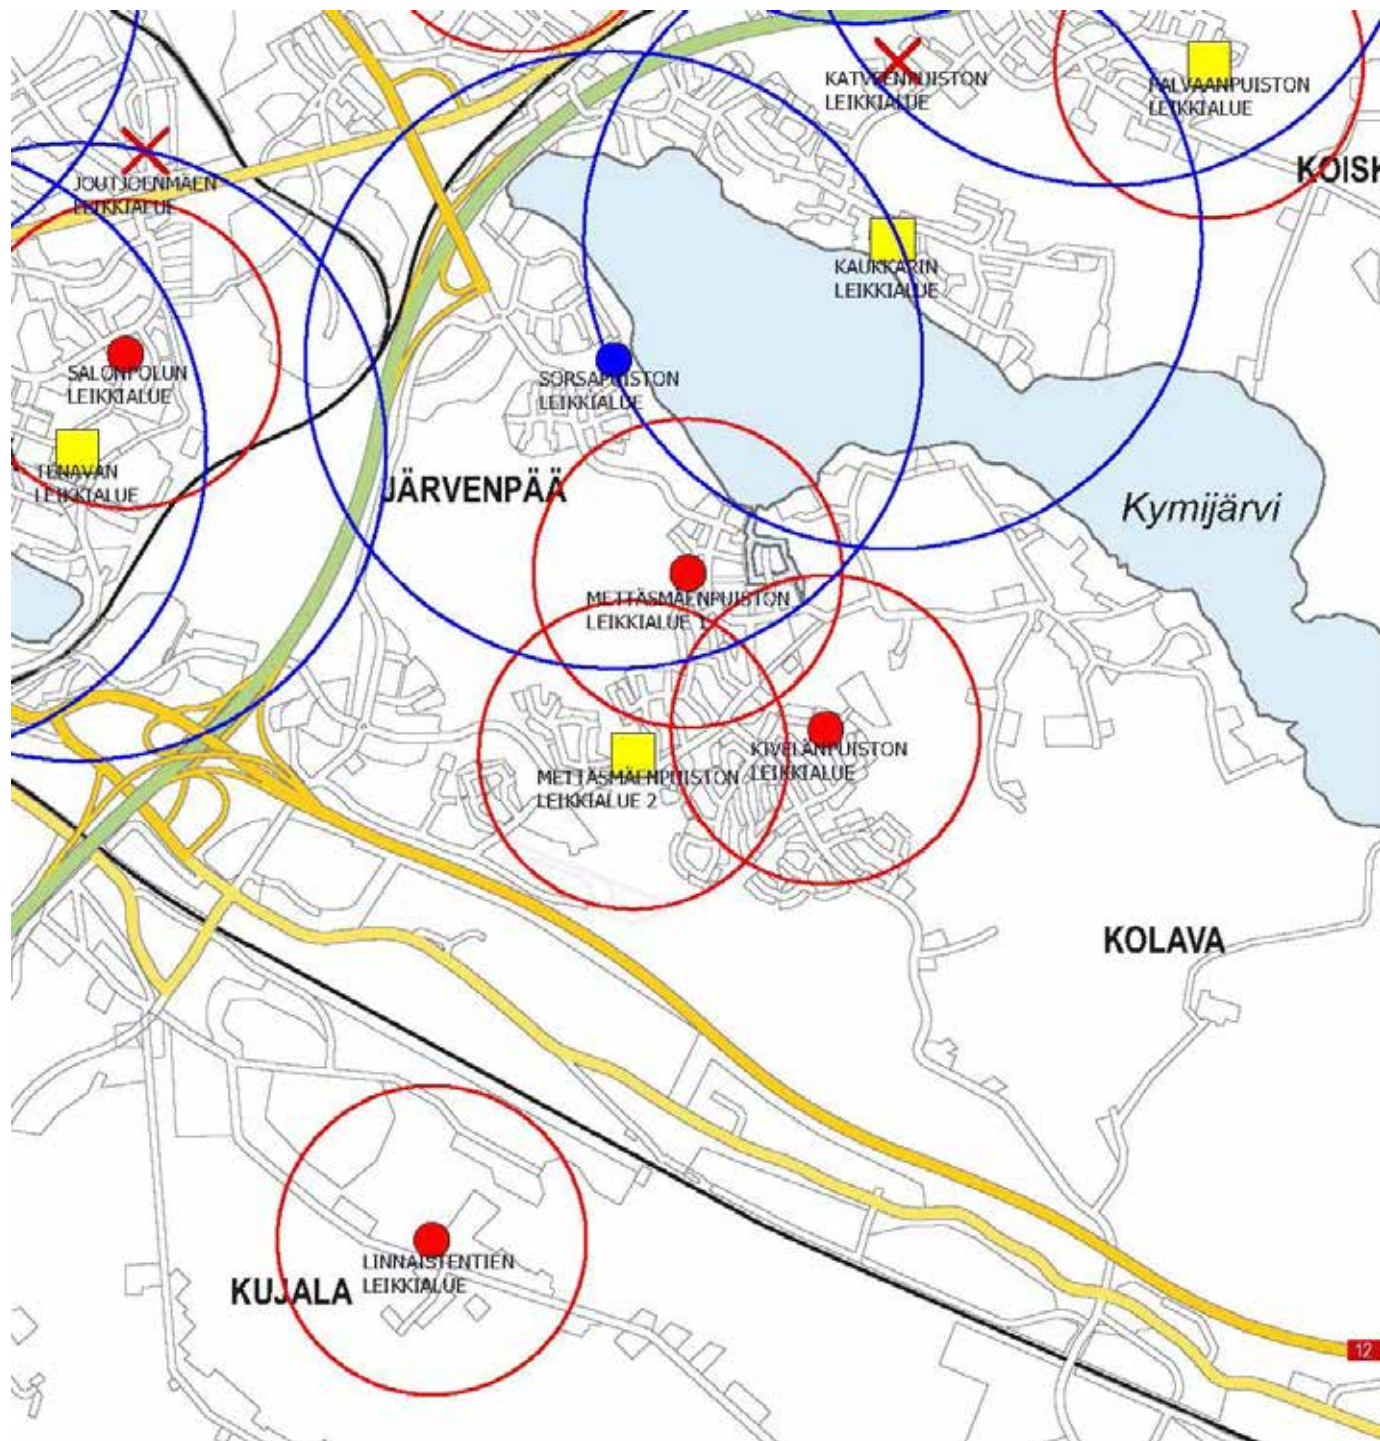 KATVEENPUISTON
LEIKKIALUE
PALVAANPUISTON
LEIKKIALUE
KOISK
JOUTJOENMÄEN
LEIKKIALUE
KAUKKARIN
LEIKKIALUE
SALONPOLUN
LEIKKIALUE
SORSAPUISTON
LEIKKIALUE
TENAVAN
LEIKKIALUE
JÄRVENPÄÄ
Kymijärvi
METTÄSMÄENPUISTON
LEIKKIALUE 1
KIVELÄNPUISTON
LEIKKIALUE
METTÄSMÄENPUISTON
LEIKKIALUE 2
KOLAVA
LINNAISTENTIEN
LEIKKIALUE
KUJALA
12